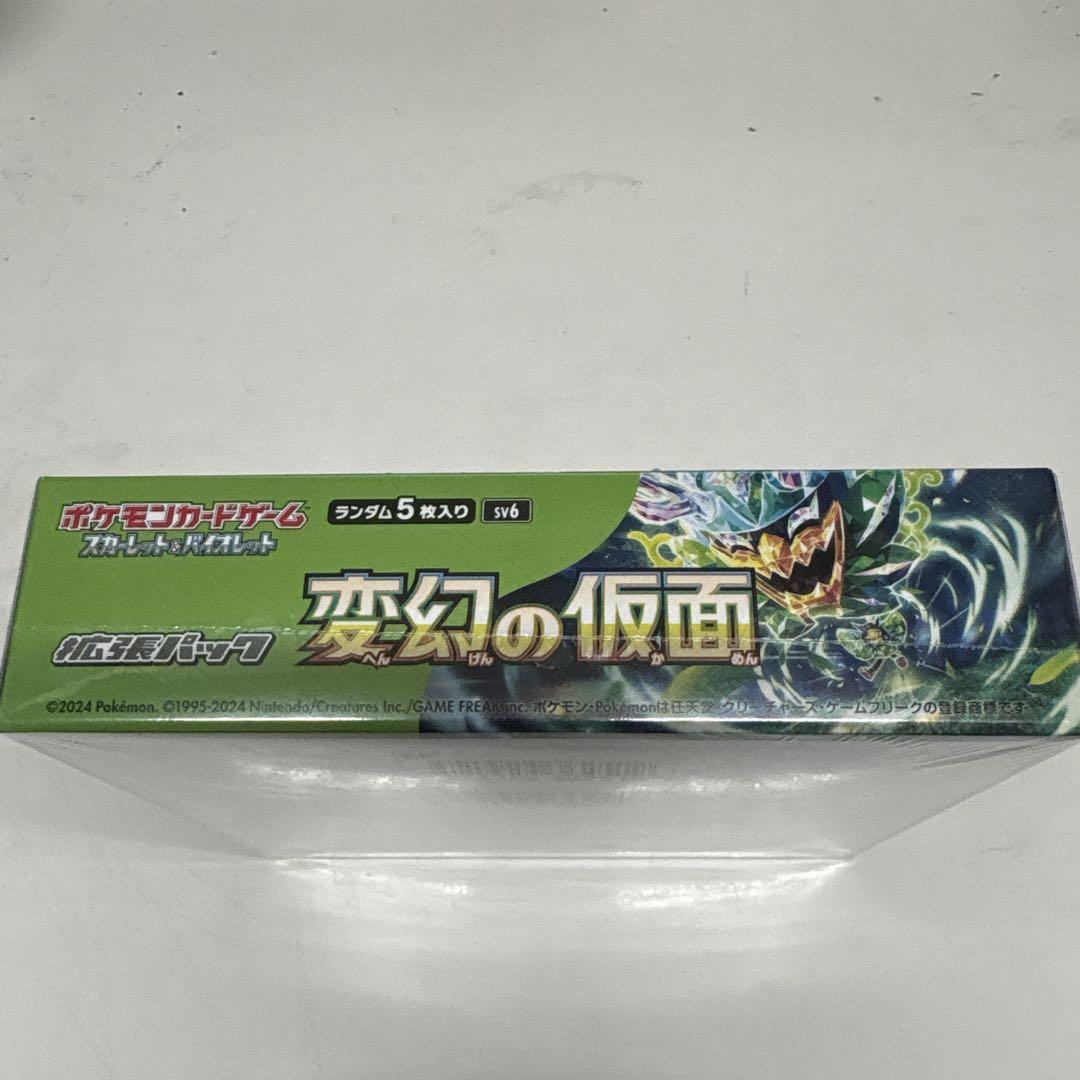 ポケモンカードゲーム
スカーレット&バイオレット
ランダム5枚入り
SV6
拡張パック
変幻の仮面
へん げん か めん
©2024 Pokémon. ©1995-2024 Nintendo/Creatures Inc./GAME FREAK inc. ポケモン・Pokémonは任天堂・クリーチャーズ・ゲームフリークの登録商標です